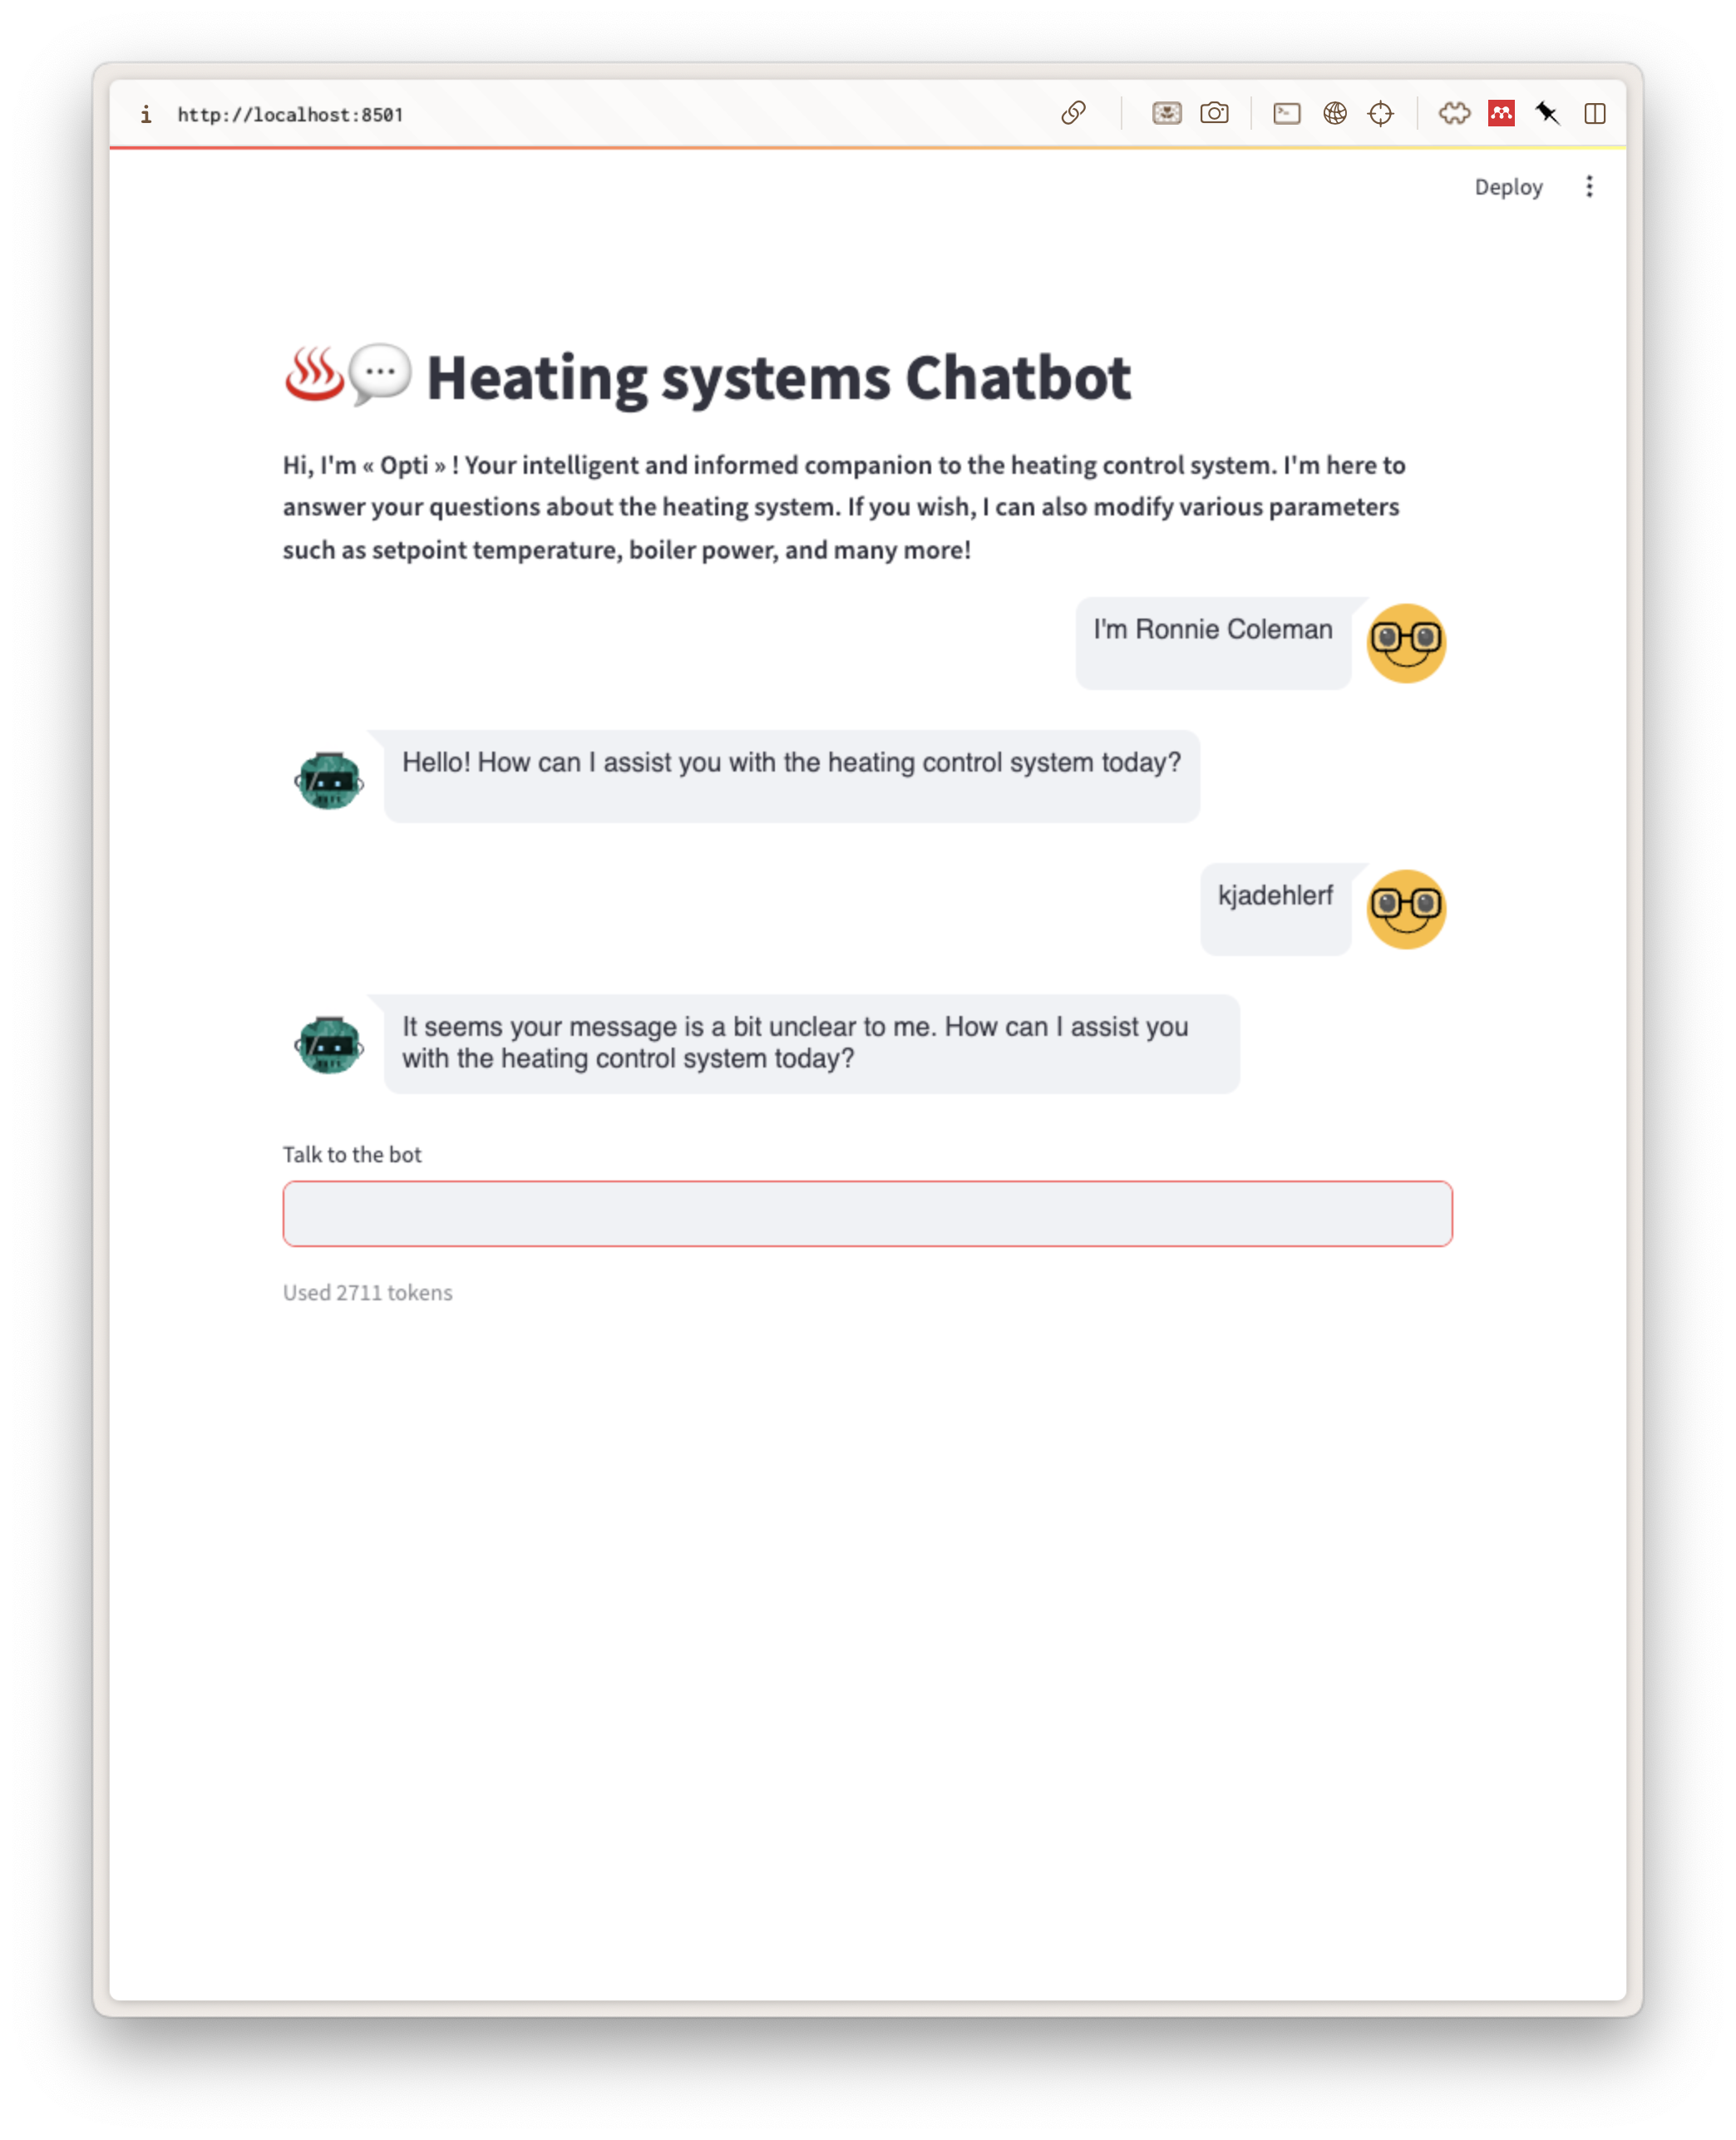 http://localhost:8501
Deploy
Heating systems Chatbot
Hi, I'm « Opti » ! Your intelligent and informed companion to the heating control system. I'm here to
answer your questions about the heating system. If you wish, I can also modify various parameters
such as setpoint temperature, boiler power, and many more!
I'm Ronnie Coleman
Hello! How can I assist you with the heating control system today?
kjadehlerf
It seems your message is a bit unclear to me. How can I assist you
with the heating control system today?
Talk to the bot
Used 2711 tokens